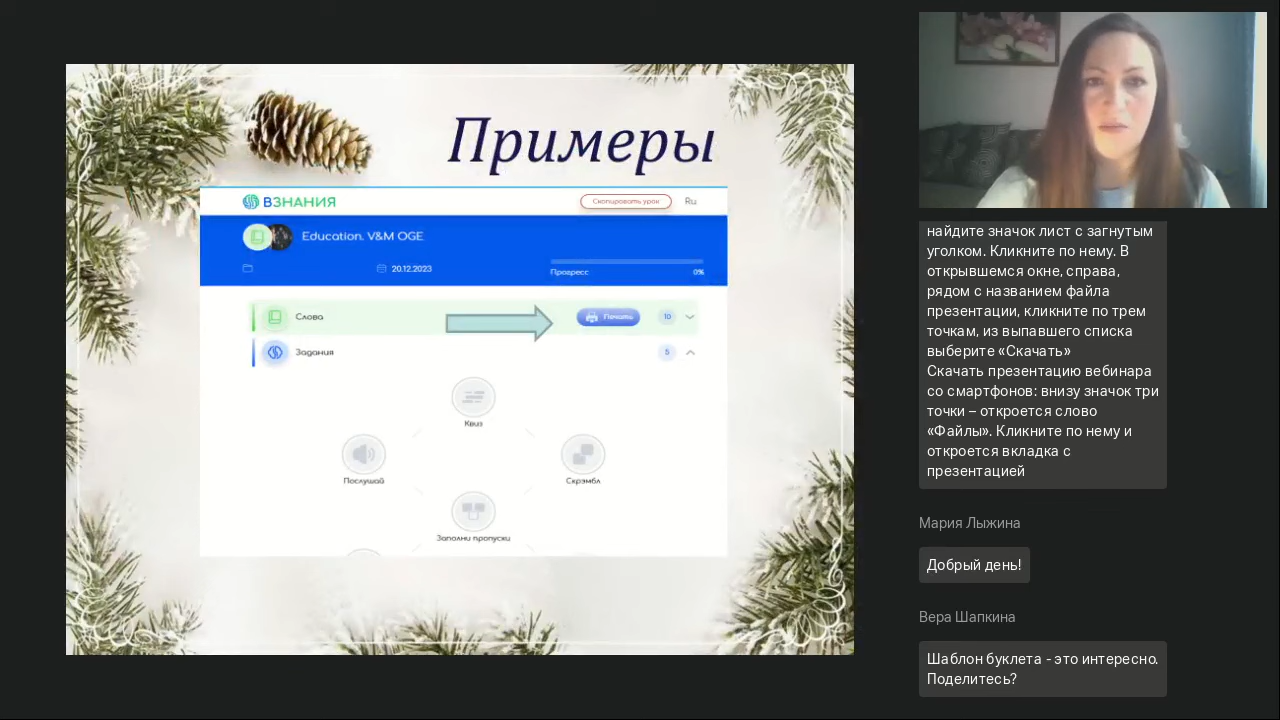 Примеры
ВЗНАНИЯ
Скопировать урок
Ru
Education. V&M OGE
20.12.2023
Прогресс
0%
Слова
Печать
10
Задания
5
Квиз
Послушай
Скрэмбл
Заполни пропуски
найдите значок лист с загнутым
уголком. Кликните по нему. В
открывшемся окне, справа,
рядом с названием файла
презентации, кликните по трем
точкам, из выпавшего списка
выберите «Скачать»
Скачать презентацию вебинара
со смартфонов: внизу значок три
точки – откроется слово
«Файлы». Кликните по нему и
откроется вкладка с
презентацией
Мария Лыжина
Добрый день!
Вера Шапкина
Шаблон буклета - это интересно.
Поделитесь?